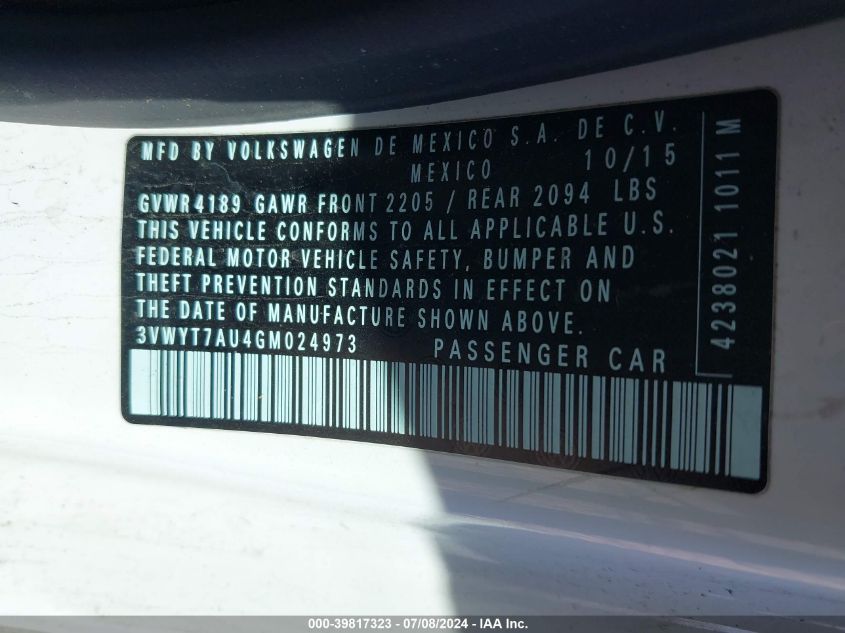 MFD BY VOLKSWAGEN DE MEXICO S.A. DE C.V.
MEXICO 10/15
GVWR 4189 GAWR FRONT 2205 / REAR 2094 LBS
THIS VEHICLE CONFORMS TO ALL APPLICABLE U.S.
FEDERAL MOTOR VEHICLE SAFETY, BUMPER AND
THEFT PREVENTION STANDARDS IN EFFECT ON
THE DATE OF MANUFACTURE SHOWN ABOVE.
3VWYT7AU4GM024973 PASSENGER CAR
4238021 1011 M
000-39817323 - 07/08/2024 - IAA Inc.